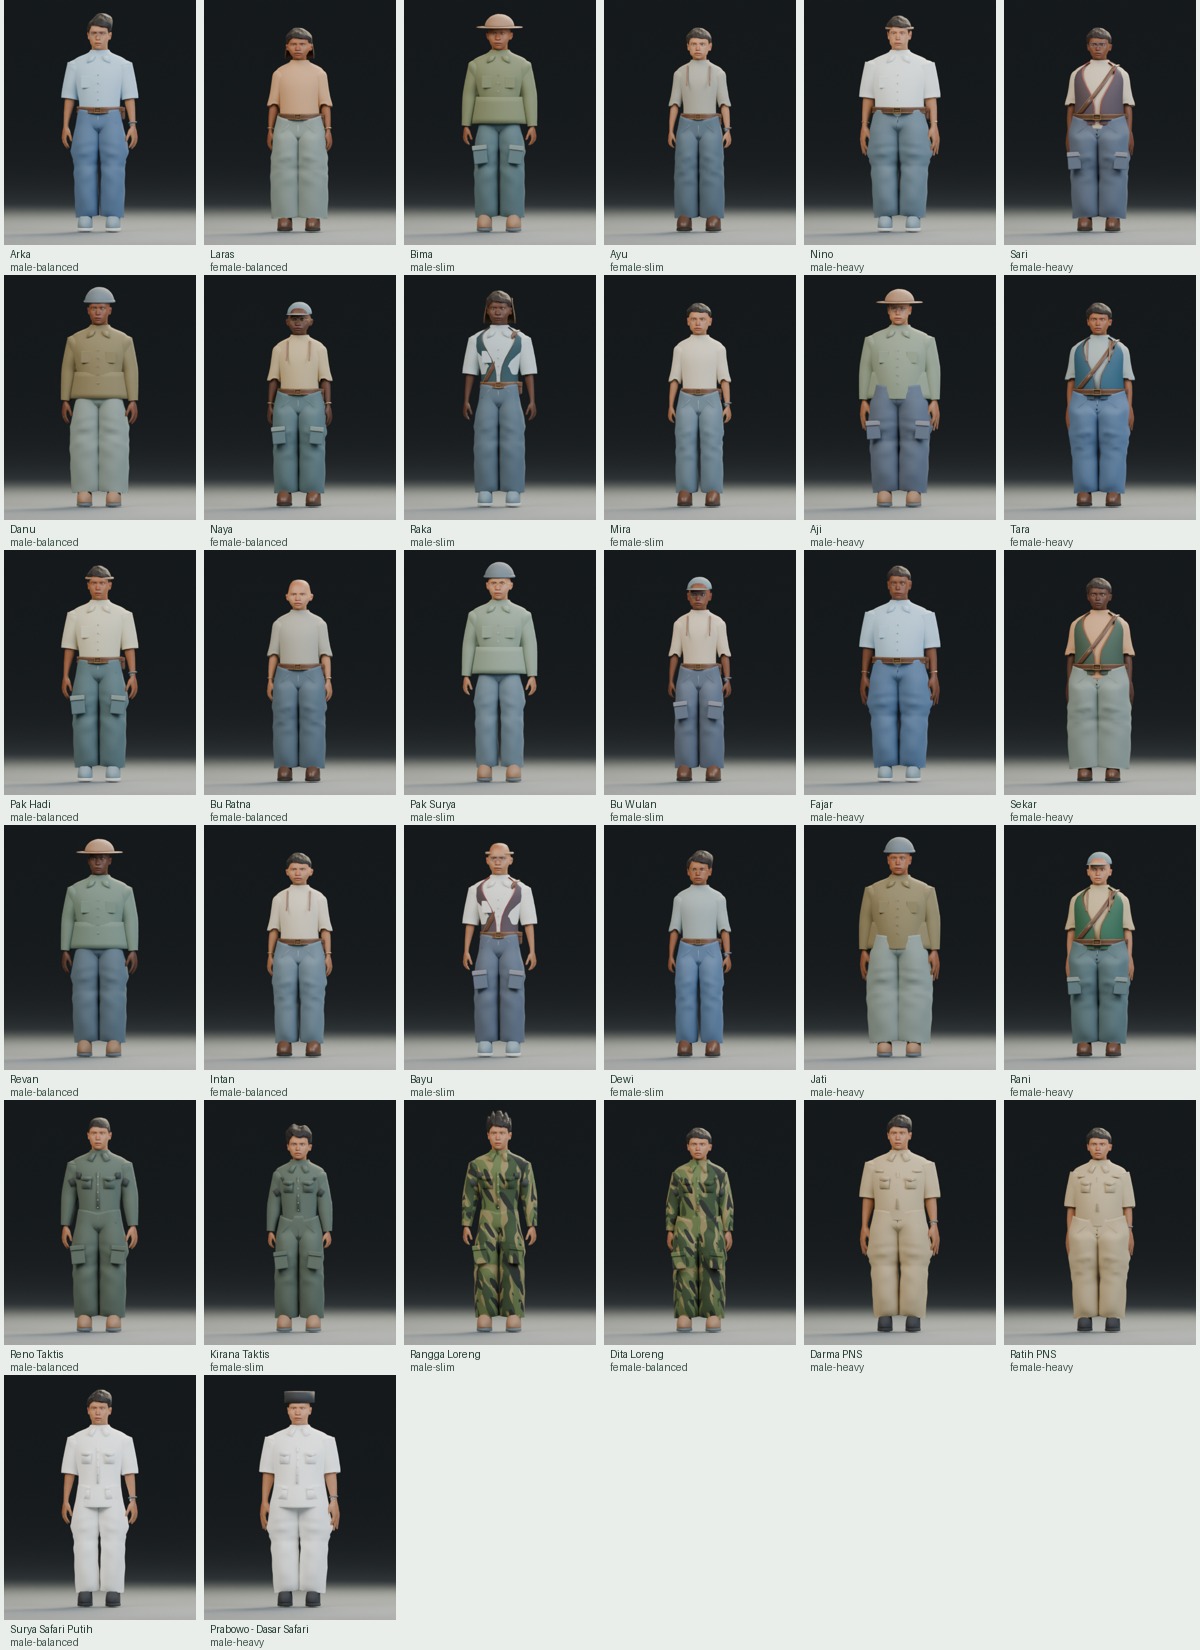 Arka
male-balanced
Laras
female-balanced
Bima
male-slim
Ayu
female-slim
Nino
male-heavy
Sari
female-heavy
Danu
male-balanced
Naya
female-balanced
Raka
male-slim
Mira
female-slim
Aji
male-heavy
Tara
female-heavy
Pak Hadi
male-balanced
Bu Ratna
female-balanced
Pak Surya
male-slim
Bu Wulan
female-slim
Fajar
male-heavy
Sekar
female-heavy
Revan
male-balanced
Intan
female-balanced
Bayu
male-slim
Dewi
female-slim
Jati
male-heavy
Rani
female-heavy
Reno Taktis
male-balanced
Kirana Taktis
female-slim
Rangga Loreng
male-slim
Dita Loreng
female-balanced
Darma PNS
male-heavy
Ratih PNS
female-heavy
Surya Safari Putih
male-balanced
Prabowo - Dasar Safari
male-heavy